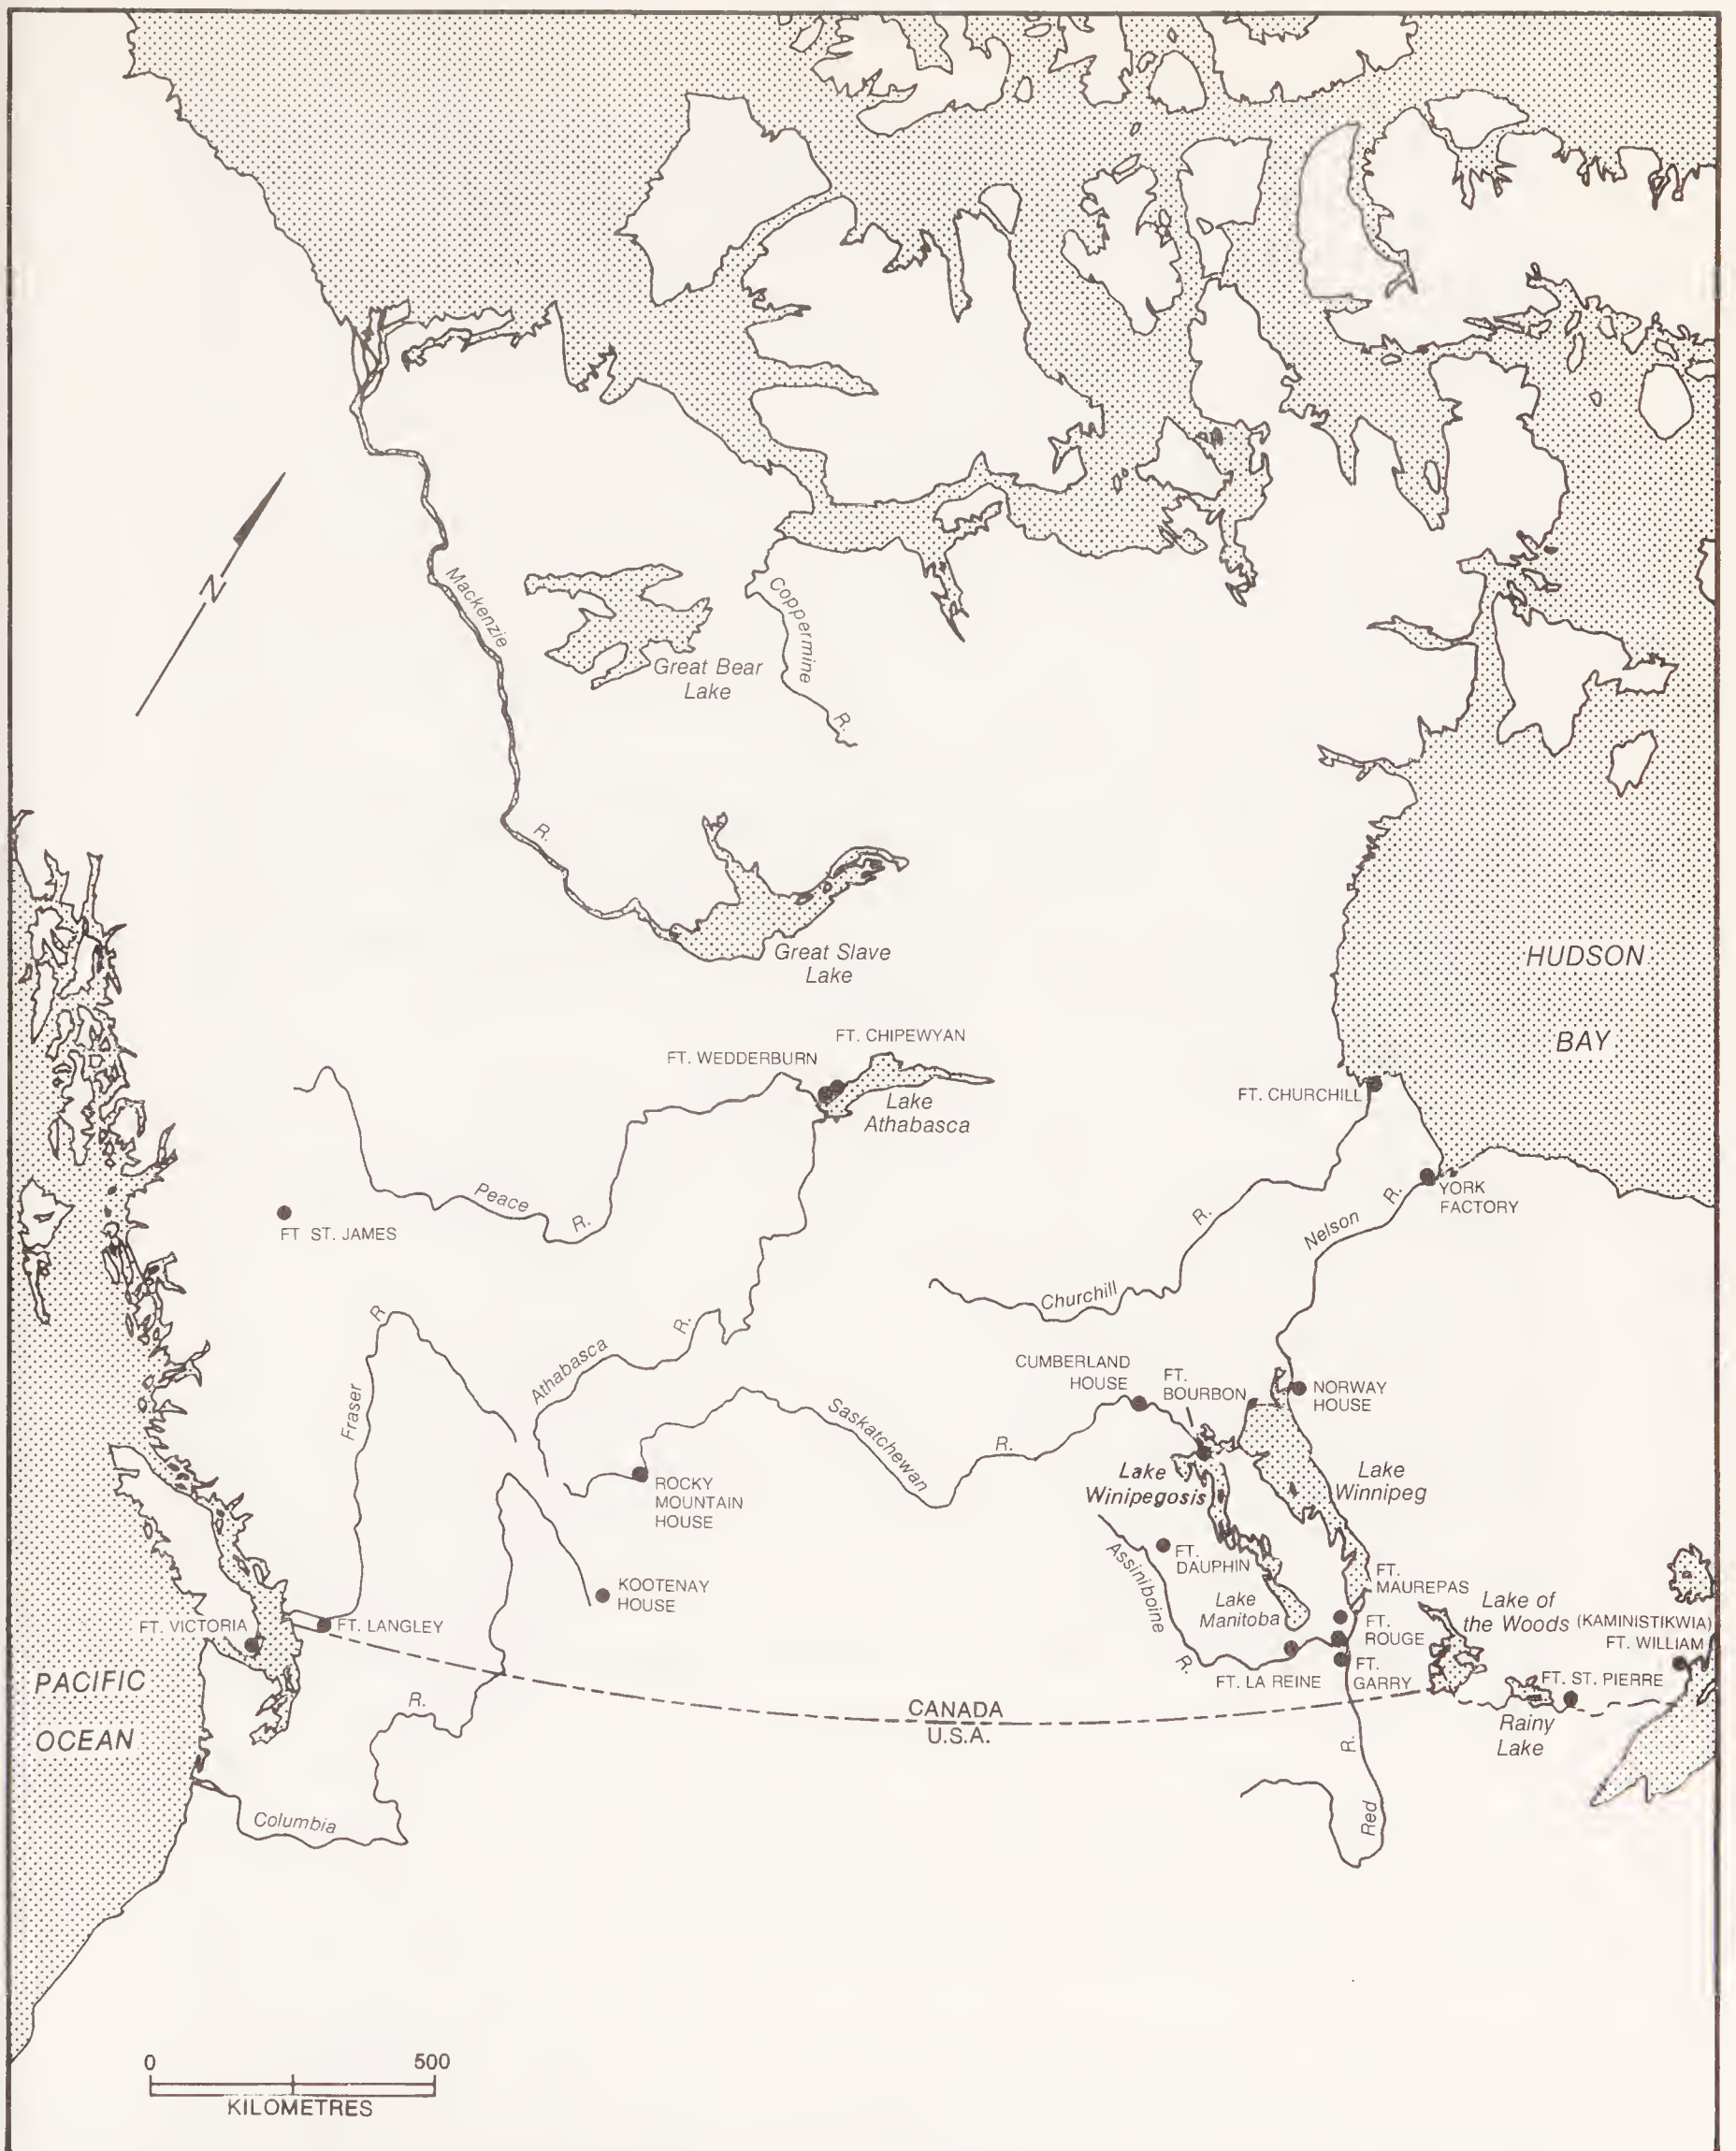 N
Mackenzie
R.
Great Bear
Lake
Coppermine
R.
Great Slave
Lake
HUDSON
BAY
FT. CHIPEWYAN
FT. WEDDERBURN
Lake
Athabasca
FT. CHURCHILL
YORK
FACTORY
Peace
R.
FT ST. JAMES
R.
Churchill
Nelson
R.
Fraser
R
Athabasca
R.
Saskatchewan
R.
CUMBERLAND
HOUSE
FT.
BOURBON
NORWAY
HOUSE
ROCKY
MOUNTAIN
HOUSE
Lake
Winipegosis
Lake
Winnipeg
Assiniboine
R.
FT.
DAUPHIN
Lake
Manitoba
FT.
MAUREPAS
Lake of
the Woods
(KAMINISTIKWIA)
FT. WILLIAM
KOOTENAY
HOUSE
FT. VICTORIA
FT. LANGLEY
FT.
ROUGE
FT. LA REINE
FT.
GARRY
FT. ST. PIERRE
Rainy
Lake
PACIFIC
OCEAN
CANADA
U.S.A.
R.
Columbia
R.
Red
0 500
KILOMETRES